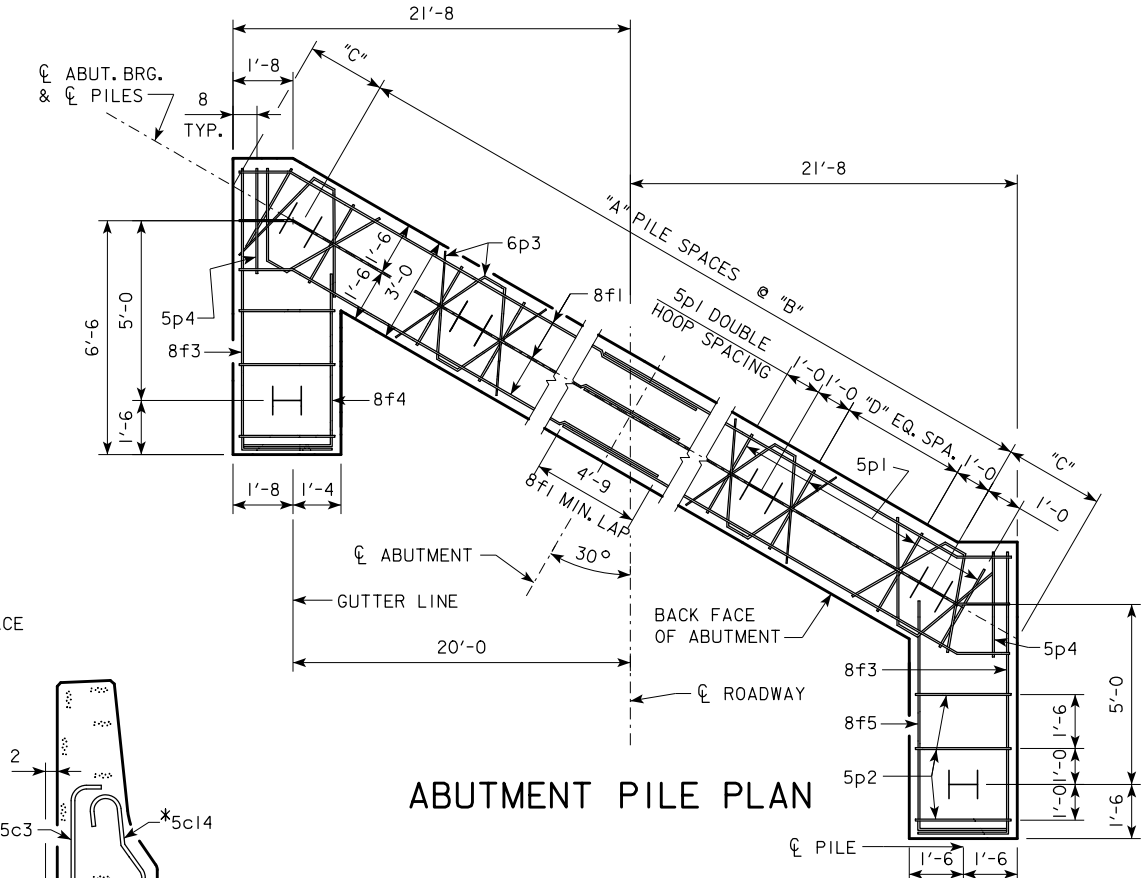 21'-8
"C"
℄ ABUT. BRG.
& ℄ PILES
1'-8
8
TYP.
21'-8
"A" PILE SPACES @ "B"
6p3
1'-6
1'-6
3'-0
8f1
5p1 DOUBLE
HOOP SPACING
1'-0
1'-0
"D" EQ. SPA.
1'-0
"C"
1'-0
5p1
5p4
8f3
8f4
6'-6
5'-0
1'-6
1'-8
1'-4
4'-9
8f1 MIN. LAP
℄ ABUTMENT
30°
GUTTER LINE
BACK FACE
OF ABUTMENT
20'-0
℄ ROADWAY
5p4
8f3
8f5
5p2
1'-6
1'-0
1'-0
5'-0
1'-6
℄ PILE
1'-6
1'-6
CE
2
5c3
*5c14
ABUTMENT PILE PLAN